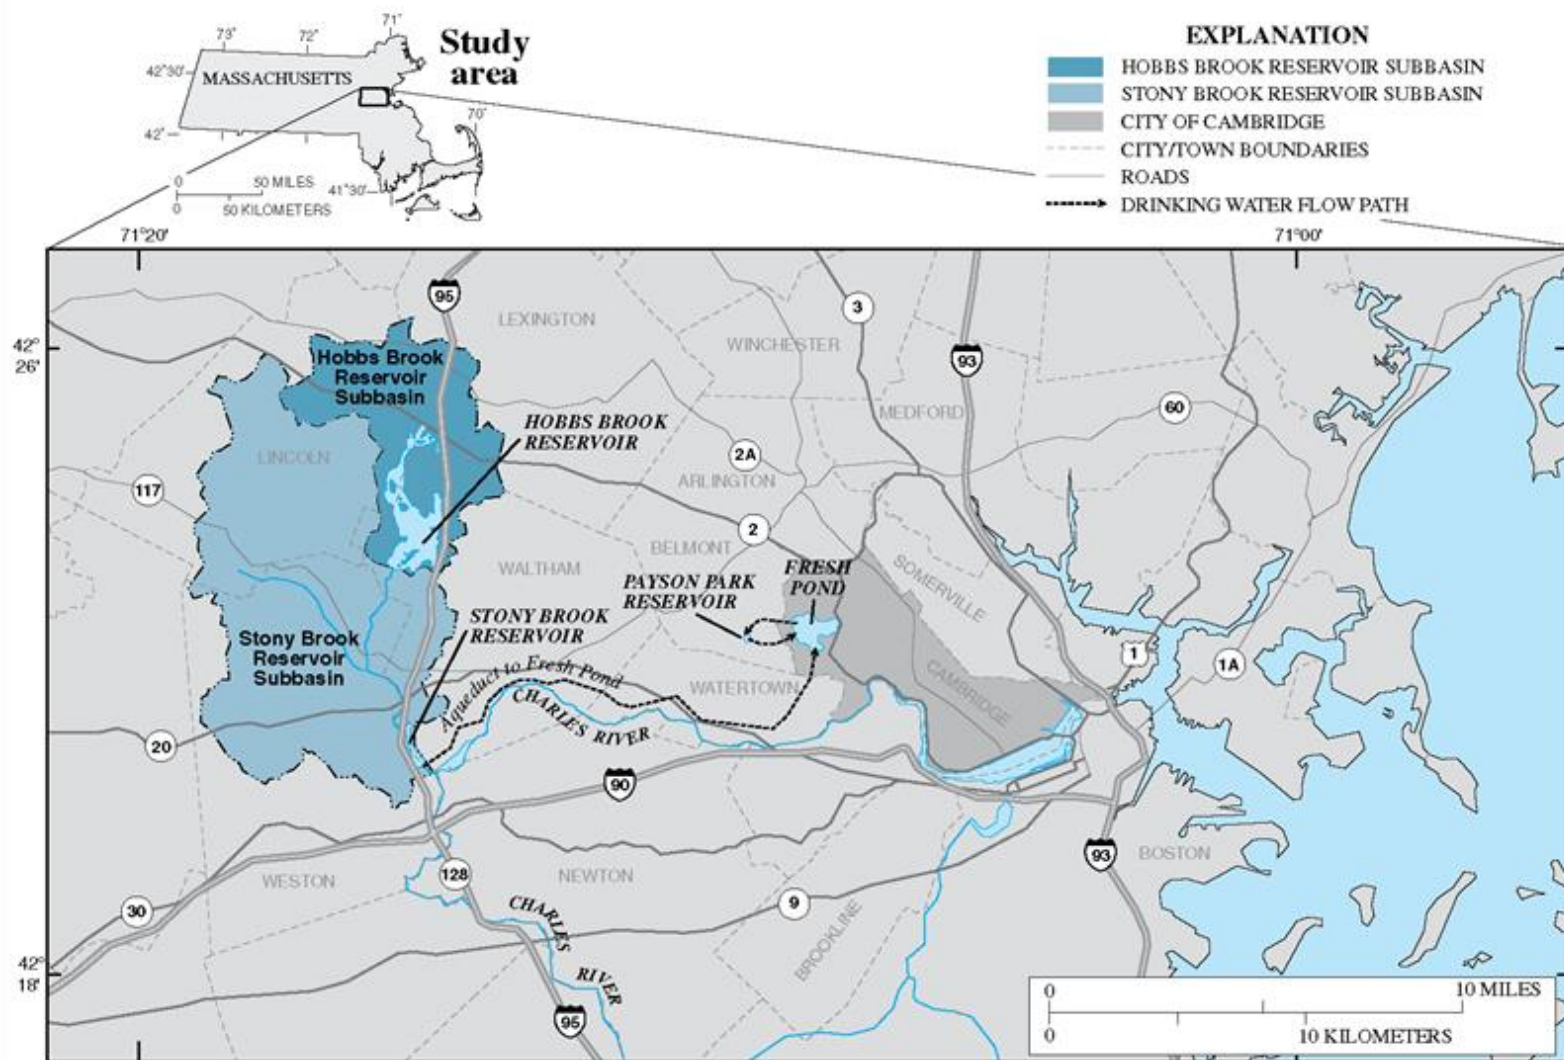 73°
72°
71°
Study
area
42°30'
MASSACHUSETTS
42°
70°
0
50 MILES
0
50 KILOMETERS
41°30'
EXPLANATION
HOBBS BROOK RESERVOIR SUBBASIN
STONY BROOK RESERVOIR SUBBASIN
CITY OF CAMBRIDGE
CITY/TOWN BOUNDARIES
ROADS
DRINKING WATER FLOW PATH
71°20'
71°00'
95
LEXINGTON
3
42°
26'
WINCHESTER
93
Hobbs Brook
Reservoir
Subbasin
MEDFORD
60
HOBBS BROOK
RESERVOIR
LINCOLN
2A
ARLINGTON
117
2
BELMONT
WALTHAM
FRESH
POND
PAYSON PARK
RESERVOIR
SOMERVILLE
STONY BROOK
RESERVOIR
Stony Brook
Reservoir
Subbasin
1
1A
Aqueduct to Fresh Pond
WATERTOWN
CAMBRIDGE
CHARLES RIVER
20
90
93
BOSTON
WESTON
128
NEWTON
30
9
CHARLES
RIVER
BROOKLINE
42°
18'
95
0
10 MILES
0
10 KILOMETERS